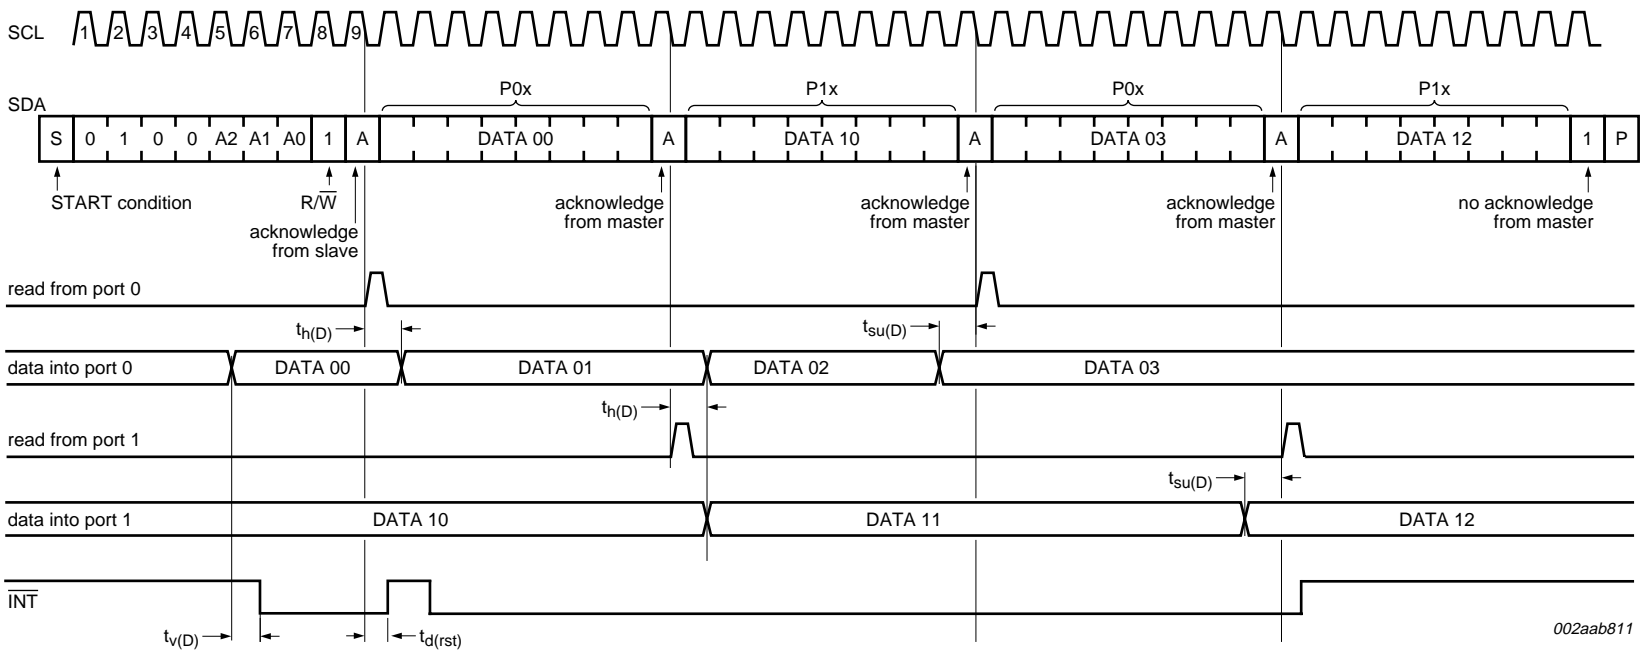 SCL 1 2 3 4 5 6 7 8 9
P0x P1x P0x P1x
SDA
S 0 1 0 0 A2 A1 A0 1 A DATA 00 A DATA 10 A DATA 03 A DATA 12 1 P
START condition R/W acknowledge acknowledge acknowledge no acknowledge
from master from master from master from master
acknowledge
from slave
read from port 0
th(D) tsu(D)
data into port 0 DATA 00 DATA 01 DATA 02 DATA 03
th(D)
read from port 1
tsu(D)
data into port 1 DATA 10 DATA 11 DATA 12
INT
tv(D) td(rst)
002aab811